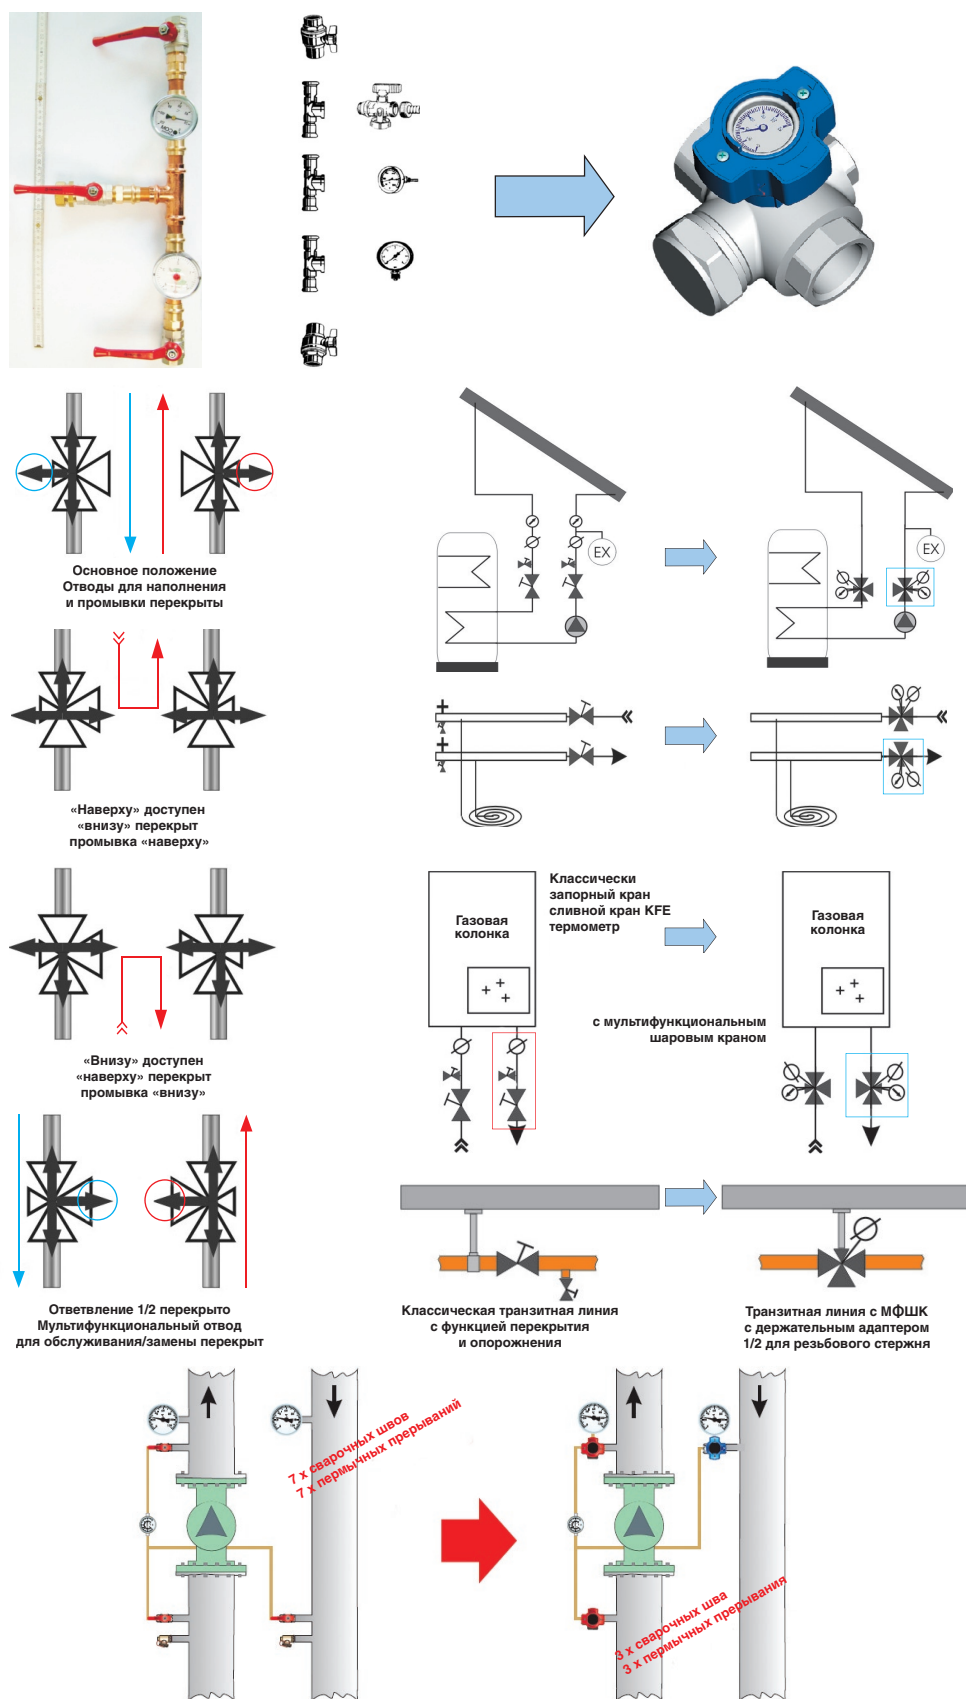 Основное положение
Отводы для наполнения
и промывки перекрыты
EX
EX
«Наверху» доступен
«внизу» перекрыт
промывка «наверху»
Классически
запорный кран
сливной кран KFE
термометр
Газовая
колонка
Газовая
колонка
с мультифункциональным
шаровым краном
«Внизу» доступен
«наверху» перекрыт
промывка «внизу»
Ответвление 1/2 перекрыто
Мультифункциональный отвод
для обслуживания/замены перекрыт
Классическая транзитная линия
с функцией перекрытия
и опорожнения
Транзитная линия с МФШК
с держательным адаптером
1/2 для резьбового стержня
7 x сварочных швов
7 x пермычных прерываний
3 x сварочных шва
3 x пермычных прерывания